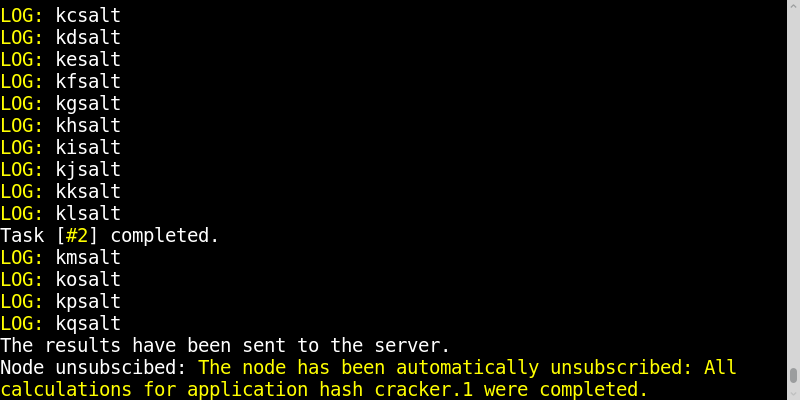 LOG: kcsalt
LOG: kdsalt
LOG: kesalt
LOG: kfsalt
LOG: kgsalt
LOG: khsalt
LOG: kisalt
LOG: kjsalt
LOG: kksalt
LOG: klsalt
Task [#2] completed.
LOG: kmsalt
LOG: kosalt
LOG: kpsalt
LOG: kqsalt
The results have been sent to the server.
Node unsubscibed: The node has been automatically unsubscribed: All
calculations for application hash cracker.1 were completed.